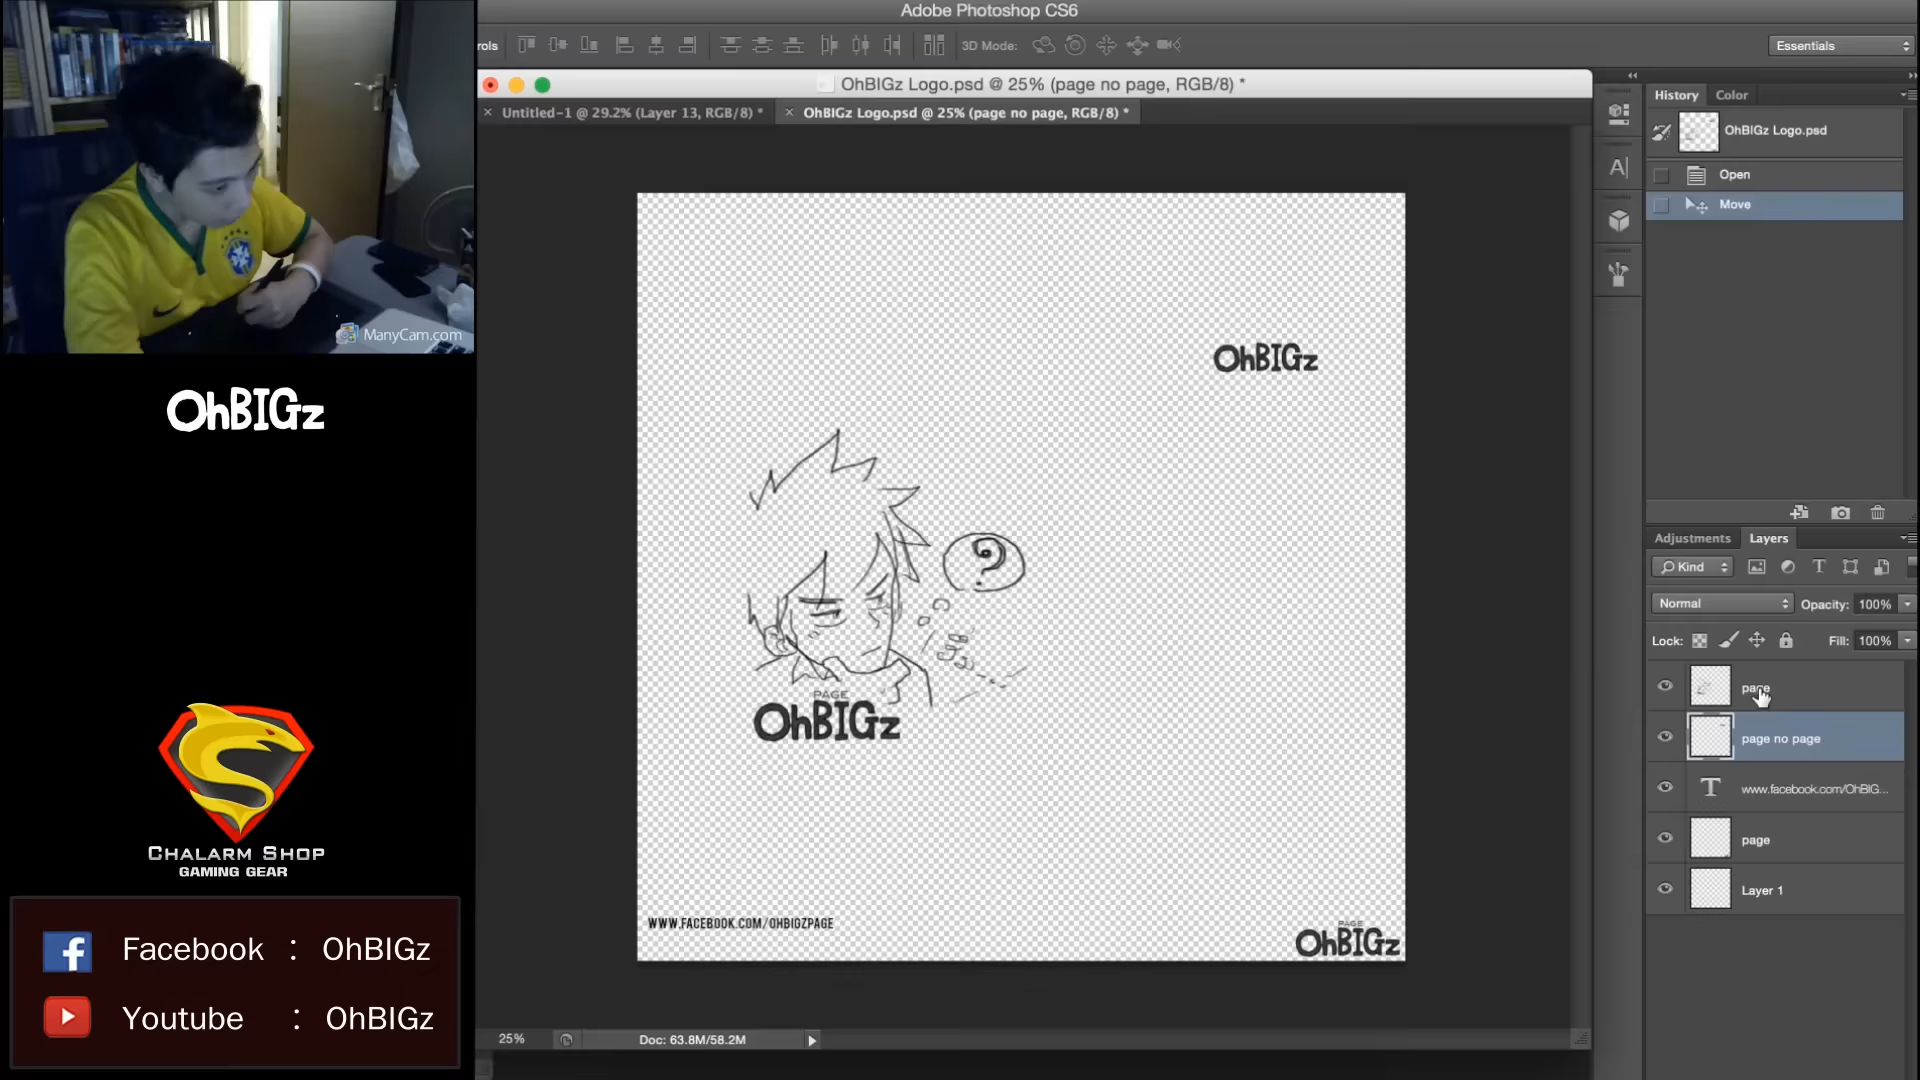 Adobe Photoshop CS6
rols
3D Mode:
Essentials
OhBIGz Logo.psd @ 25% (page no page, RGB/8) *
Untitled-1 @ 29.2% (Layer 13, RGB/8) *
OhBIGz Logo.psd @ 25% (page no page, RGB/8) *
History
Color
OhBIGz Logo.psd
Open
Move
ManyCam.com
OhBIGz
OhBIGz
?
PAGE
OhBIGz
WWW.FACEBOOK.COM/OHBIGZPAGE
PAGE
OhBIGz
Adjustments
Layers
Kind
Normal
Opacity: 100%
Lock:
Fill: 100%
page
page no page
www.facebook.com/OhBIG...
page
Layer 1
CHALARM SHOP
GAMING GEAR
Facebook : OhBIGz
Youtube : OhBIGz
25%
Doc: 63.8M/58.2M